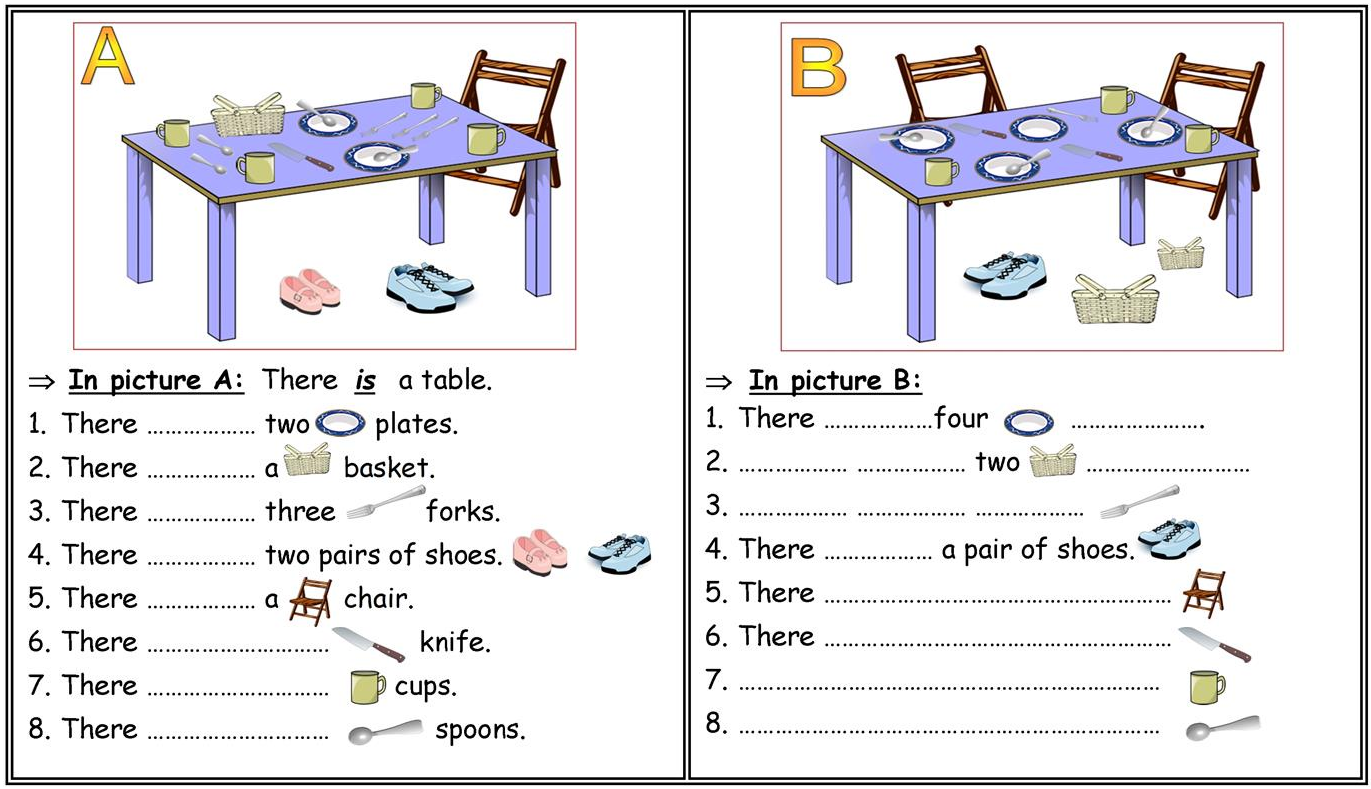 A
⇒ In picture A: There is a table.
1. There ……………… two plates.
2. There ……………… a basket.
3. There ……………… three forks.
4. There ……………… two pairs of shoes.
5. There ……………… a chair.
6. There ………………………… knife.
7. There ………………………… cups.
8. There ………………………… spoons.
B
⇒ In picture B:
1. There ………………four ………………….
2. ……………… ……………… two ………………………
3. ……………… ……………… ………………
4. There ……………… a pair of shoes.
5. There …………………………………………………
6. There …………………………………………………
7. ……………………………………………………………
8. ……………………………………………………………